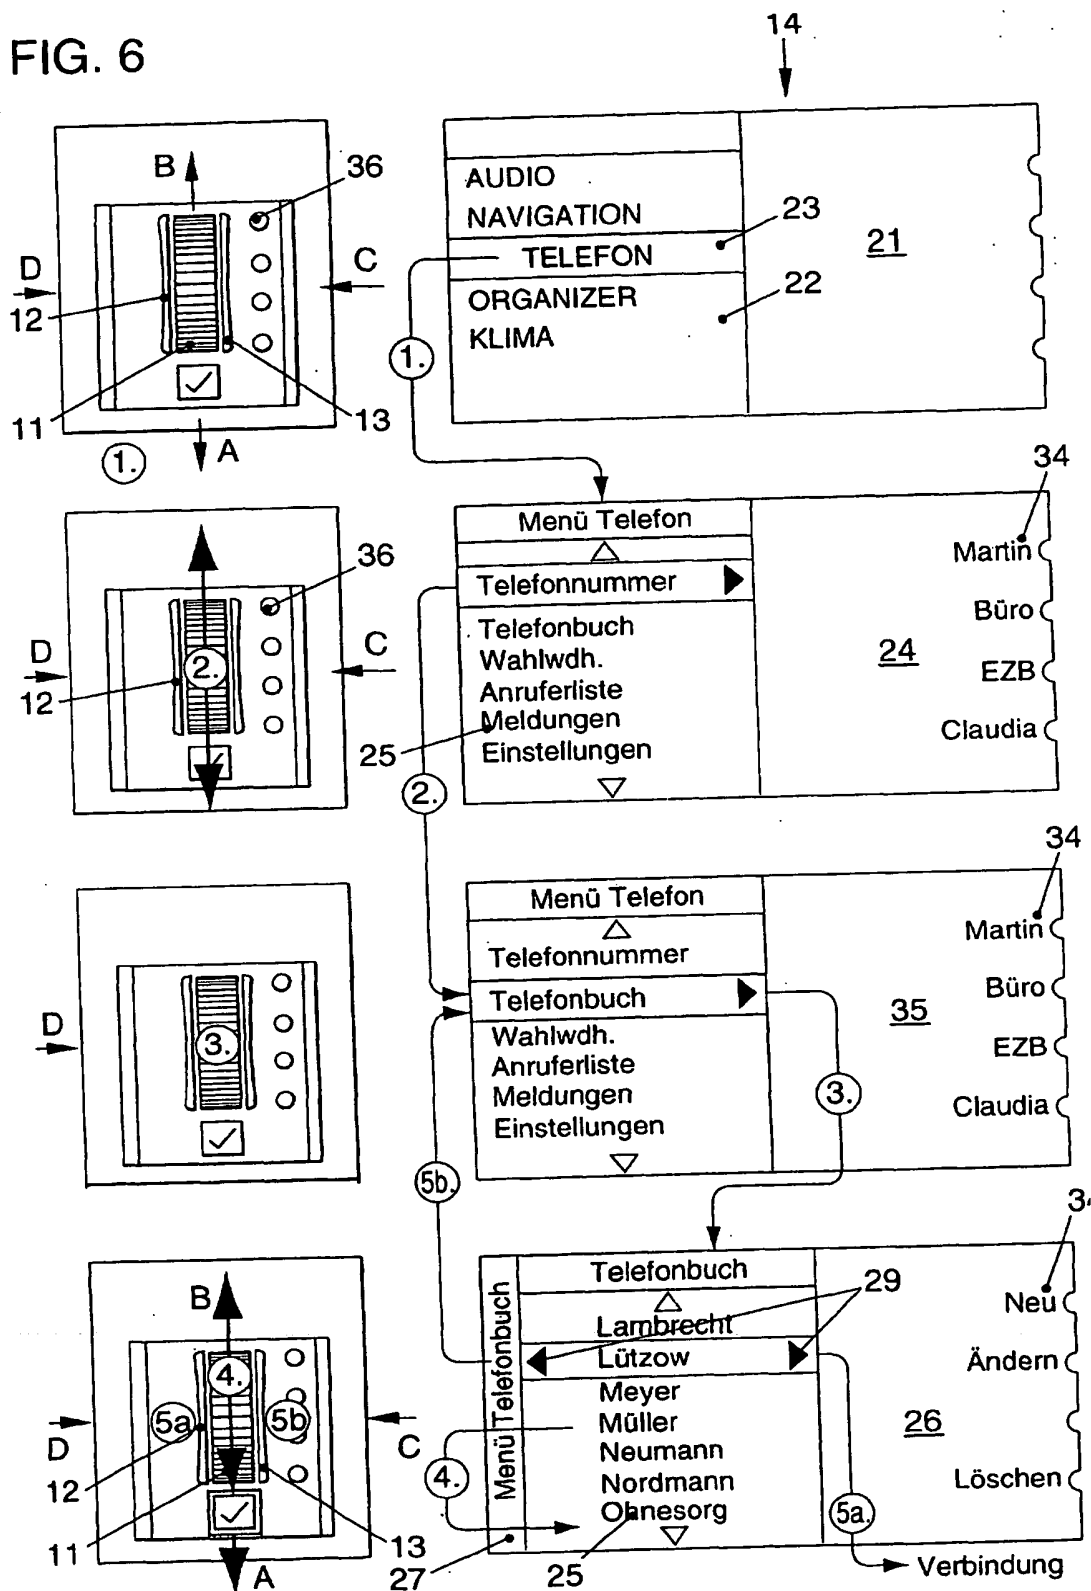 FIG. 6
14
B
36
D
C
12
11
13
A
1.
AUDIO
NAVIGATION
TELEFON
ORGANIZER
KLIMA
23
22
21
1.
36
D
C
12
2.
Menü Telefon
Telefonnummer
Telefonbuch
Wahlwdh.
Anruferliste
Meldungen
Einstellungen
25
2.
24
34
Martin
Büro
EZB
Claudia
D
3.
Menü Telefon
Telefonnummer
Telefonbuch
Wahlwdh.
Anruferliste
Meldungen
Einstellungen
3.
5b.
35
34
Martin
Büro
EZB
Claudia
B
4.
5a
5b
D
C
12
11
13
A
Menü Telefonbuch
Telefonbuch
Lambrecht
Lützow
Meyer
Müller
Neumann
Nordmann
Ohnesorg
29
4.
27
25
5a.
26
Neu
Ändern
Löschen
Verbindung